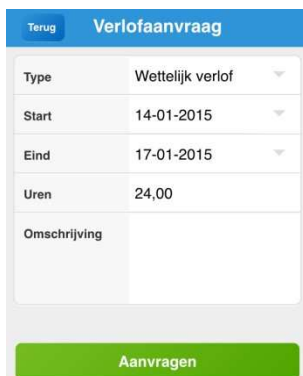 Terug Verlofaanvraag
Type Wettelijk verlof
Start 14-01-2015
Eind 17-01-2015
Uren 24,00
Omschrijving
Aanvragen